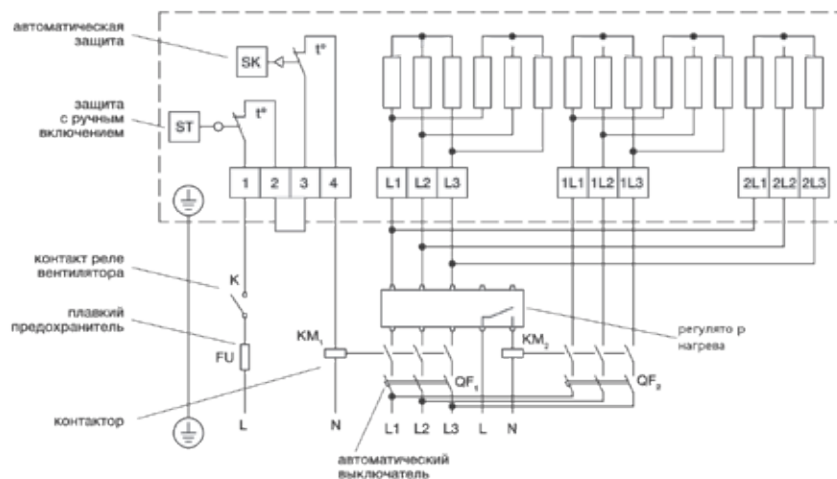 автоматическая
защита
SK
t°
защита
с ручным
включением
ST
t°
1 2 3 4 L1 L2 L3 1L1 1L2 1L3 2L1 2L2 2L3
контакт реле
вентилятора
K
плавкий
предохранитель
FU
KM1
KM2
регулято р
нагрева
QF1
QF2
контактор
L N L1 L2 L3 L N
автоматический
выключатель